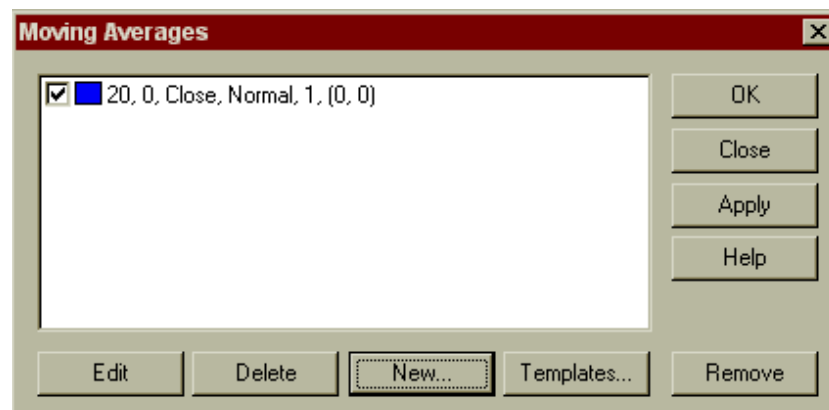 Moving Averages
20, 0, Close, Normal, 1, (0, 0)
OK
Close
Apply
Help
Edit
Delete
New...
Templates...
Remove